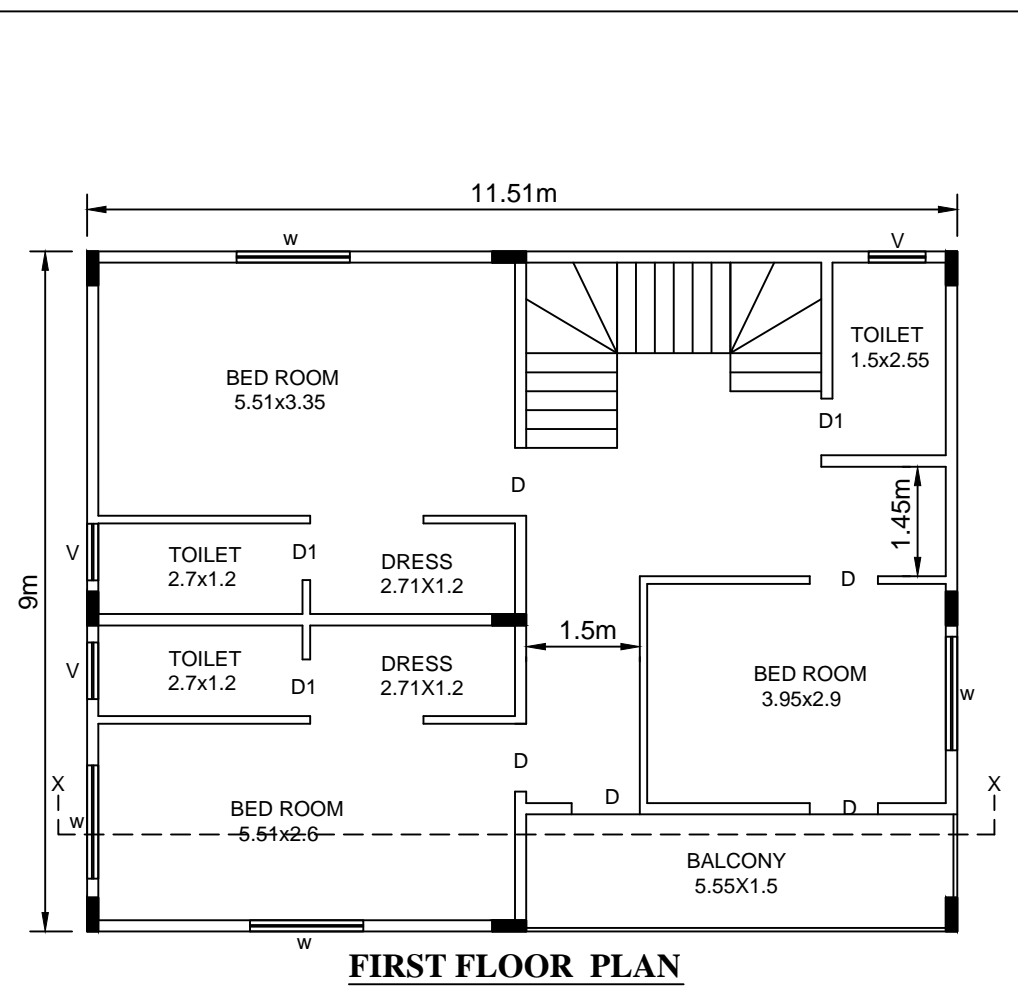 11.51m
w
V
TOILET
1.5x2.55
BED ROOM
5.51x3.35
D1
D
1.45m
V
TOILET
2.7x1.2
D1
DRESS
2.71X1.2
D
9m
1.5m
V
TOILET
2.7x1.2
D1
DRESS
2.71X1.2
BED ROOM
3.95x2.9
w
D
X
X
BED ROOM
5.51x2.6
D
D
w
BALCONY
5.55X1.5
w
FIRST FLOOR PLAN